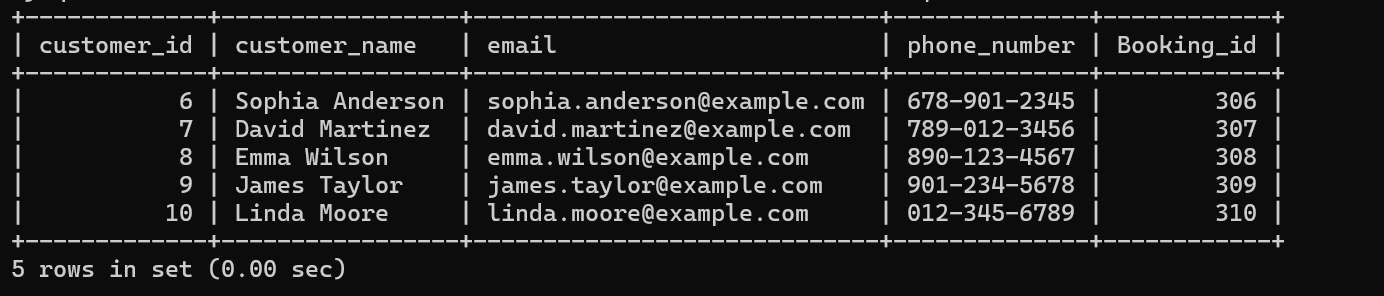 +-------------+-----------------+-----------------------------+--------------+------------+
| customer_id | customer_name   | email                       | phone_number | Booking_id |
+-------------+-----------------+-----------------------------+--------------+------------+
|           6 | Sophia Anderson | sophia.anderson@example.com | 678-901-2345 |        306 |
|           7 | David Martinez  | david.martinez@example.com  | 789-012-3456 |        307 |
|           8 | Emma Wilson     | emma.wilson@example.com     | 890-123-4567 |        308 |
|           9 | James Taylor    | james.taylor@example.com    | 901-234-5678 |        309 |
|          10 | Linda Moore     | linda.moore@example.com     | 012-345-6789 |        310 |
+-------------+-----------------+-----------------------------+--------------+------------+
5 rows in set (0.00 sec)